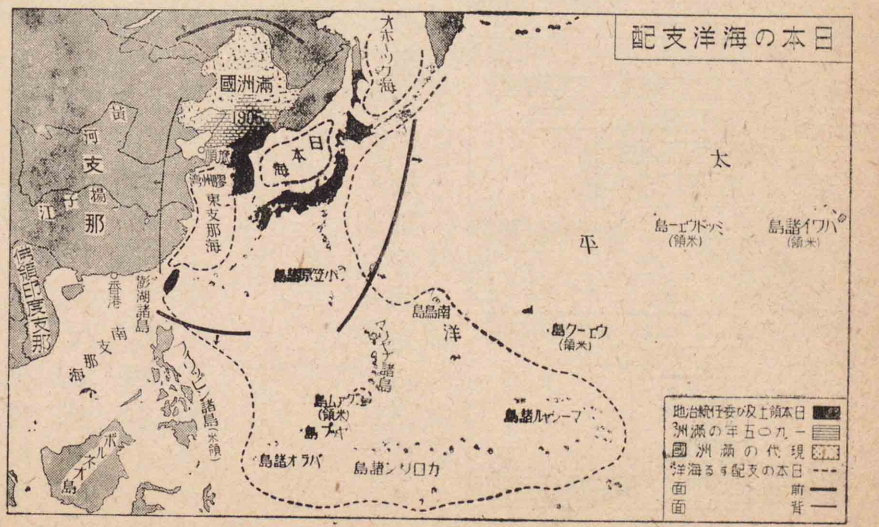 日本の海洋支配
オホーツク海
滿洲國
1905
日本海
旅順
膠洲灣
東支那海
黃河
支那
揚子江
香港
澎湖諸島
南支那海
佛領印度支那
フィリッピン諸島(米領)
ボルネオ島
小笠原諸島
南鳥島
マリアナ諸島
グアム島
(米領)
ヤップ島
パラオ諸島
カロリン諸島
マーシャル諸島
ウェーク島
(米領)
ミッドウェー島
(米領)
ハワイ諸島
(米領)
太平洋
日本領土及び委任統治地
一九〇五年の滿洲
現代の滿洲國
日本の支配する海洋
前面
背面